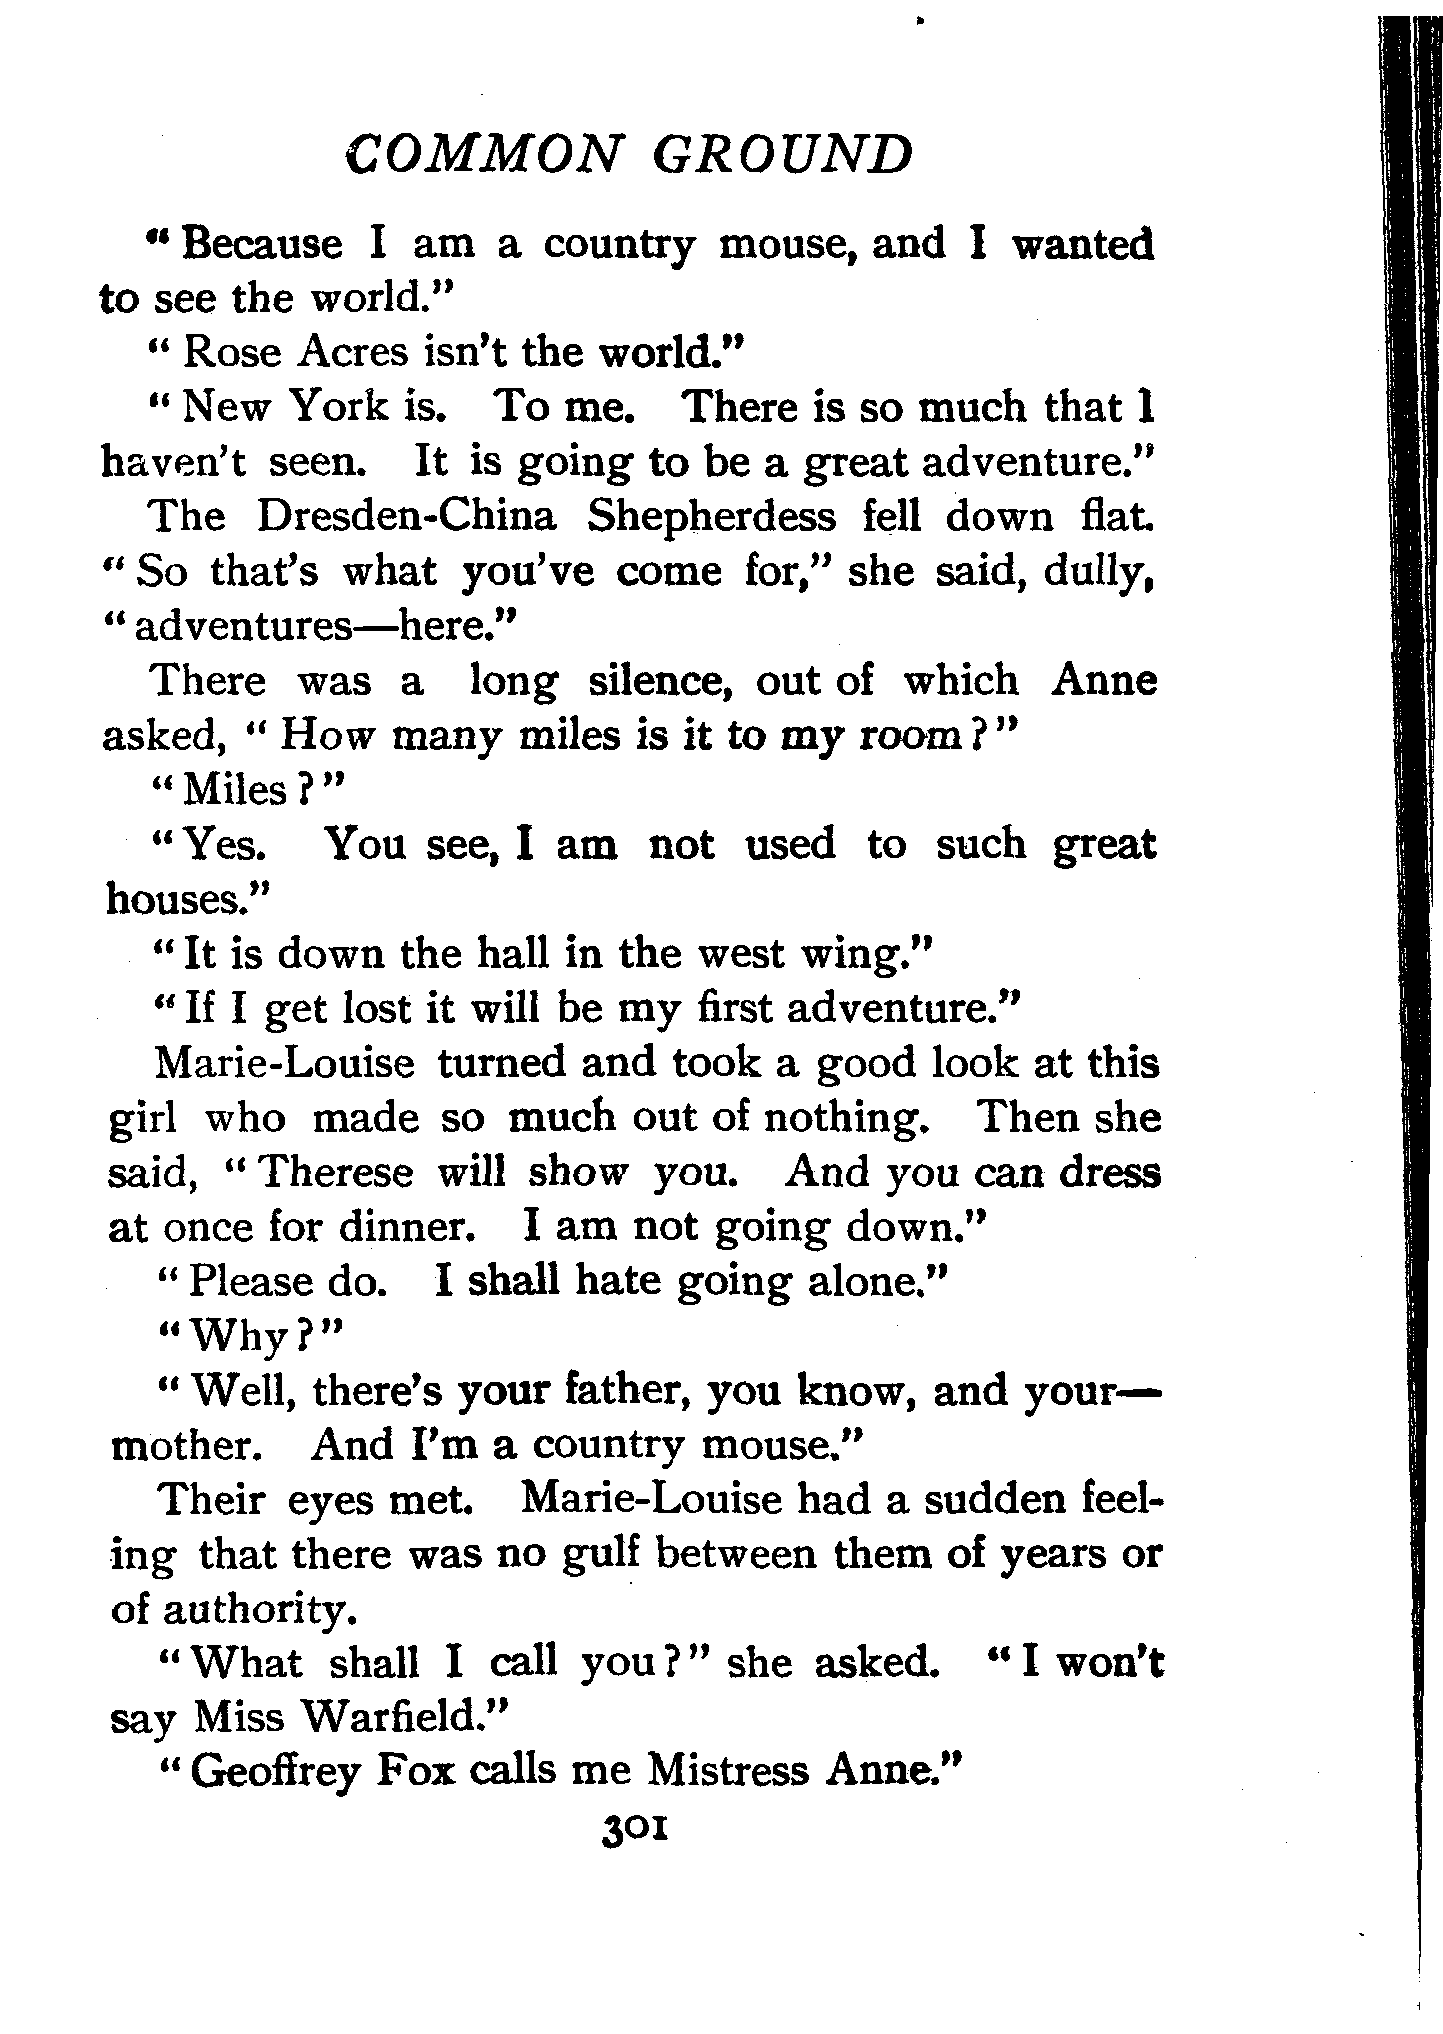 COMMON GROUND
" Because I am a country mouse, and I wanted
to see the world."
" Rose Acres isn't the world."
" New York is. To me. There is so much that I
haven't seen. It is going to be a great adventure."
The Dresden-China Shepherdess fell down flat.
" So that's what you've come for," she said, dully,
" adventures—here."
There was a long silence, out of which Anne
asked, " How many miles is it to my room ? "
" Miles ? "
" Yes. You see, I am not used to such great
houses."
" It is down the hall in the west wing."
" If I get lost it will be my first adventure."
Marie-Louise turned and took a good look at this
girl who made so much out of nothing. Then she
said, " Therese will show you. And you can dress
at once for dinner. I am not going down."
" Please do. I shall hate going alone."
" Why ? "
" Well, there's your father, you know, and your—
mother. And I'm a country mouse."
Their eyes met. Marie-Louise had a sudden feel-
ing that there was no gulf between them of years or
of authority.
" What shall I call you ? " she asked. " I won't
say Miss Warfield."
" Geoffrey Fox calls me Mistress Anne."
301